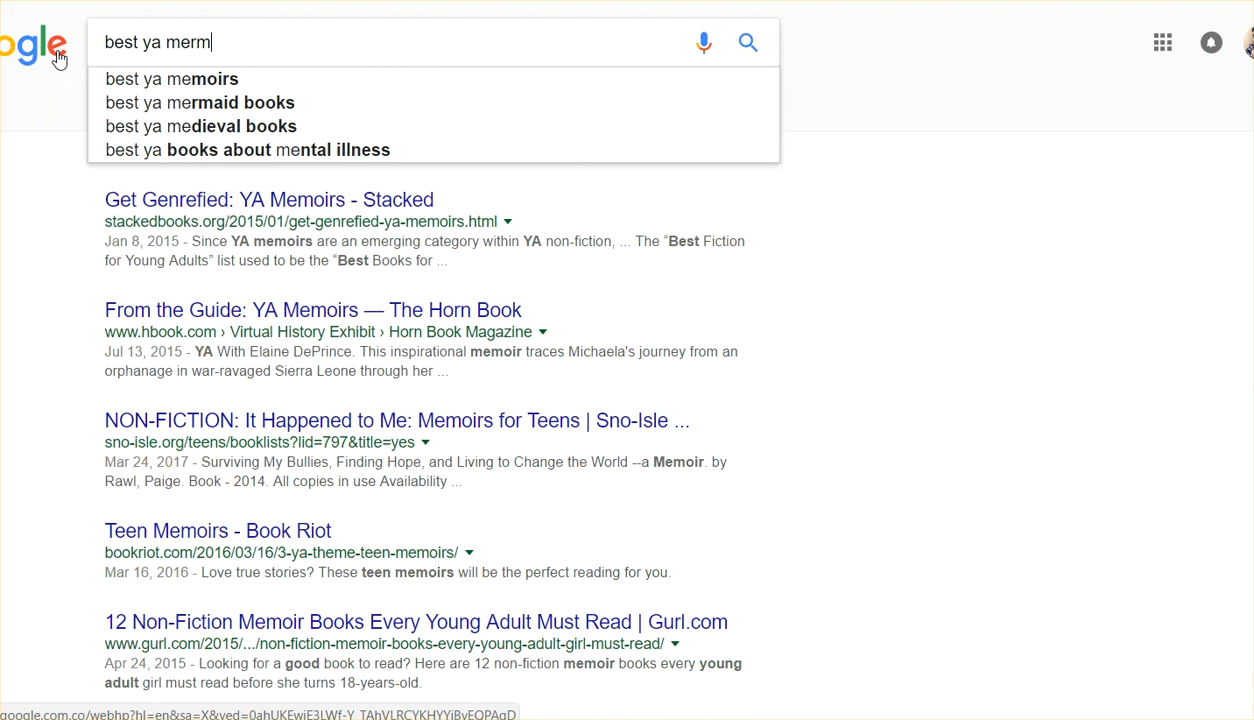 ogle
best ya merm
best ya memoirs
best ya mermaid books
best ya medieval books
best ya books about mental illness
Get Genrefied: YA Memoirs - Stacked
stackedbooks.org/2015/01/get-genrefied-ya-memoirs.html
Jan 8, 2015 - Since YA memoirs are an emerging category within YA non-fiction, ... The “Best Fiction
for Young Adults” list used to be the “Best Books for ...
From the Guide: YA Memoirs — The Horn Book
www.hbook.com › Virtual History Exhibit › Horn Book Magazine
Jul 13, 2015 - YA With Elaine DePrince. This inspirational memoir traces Michaela's journey from an
orphanage in war-ravaged Sierra Leone through her ...
NON-FICTION: It Happened to Me: Memoirs for Teens | Sno-Isle ...
sno-isle.org/teens/booklists?lid=797&title=yes
Mar 24, 2017 - Surviving My Bullies, Finding Hope, and Living to Change the World --a Memoir. by
Rawl, Paige. Book - 2014. All copies in use Availability ...
Teen Memoirs - Book Riot
bookriot.com/2016/03/16/3-ya-theme-teen-memoirs/
Mar 16, 2016 - Love true stories? These teen memoirs will be the perfect reading for you.
12 Non-Fiction Memoir Books Every Young Adult Must Read | Gurl.com
www.gurl.com/2015/.../non-fiction-memoir-books-every-young-adult-girl-must-read/
Apr 24, 2015 - Looking for a good book to read? Here are 12 non-fiction memoir books every young
adult girl must read before she turns 18-years-old.